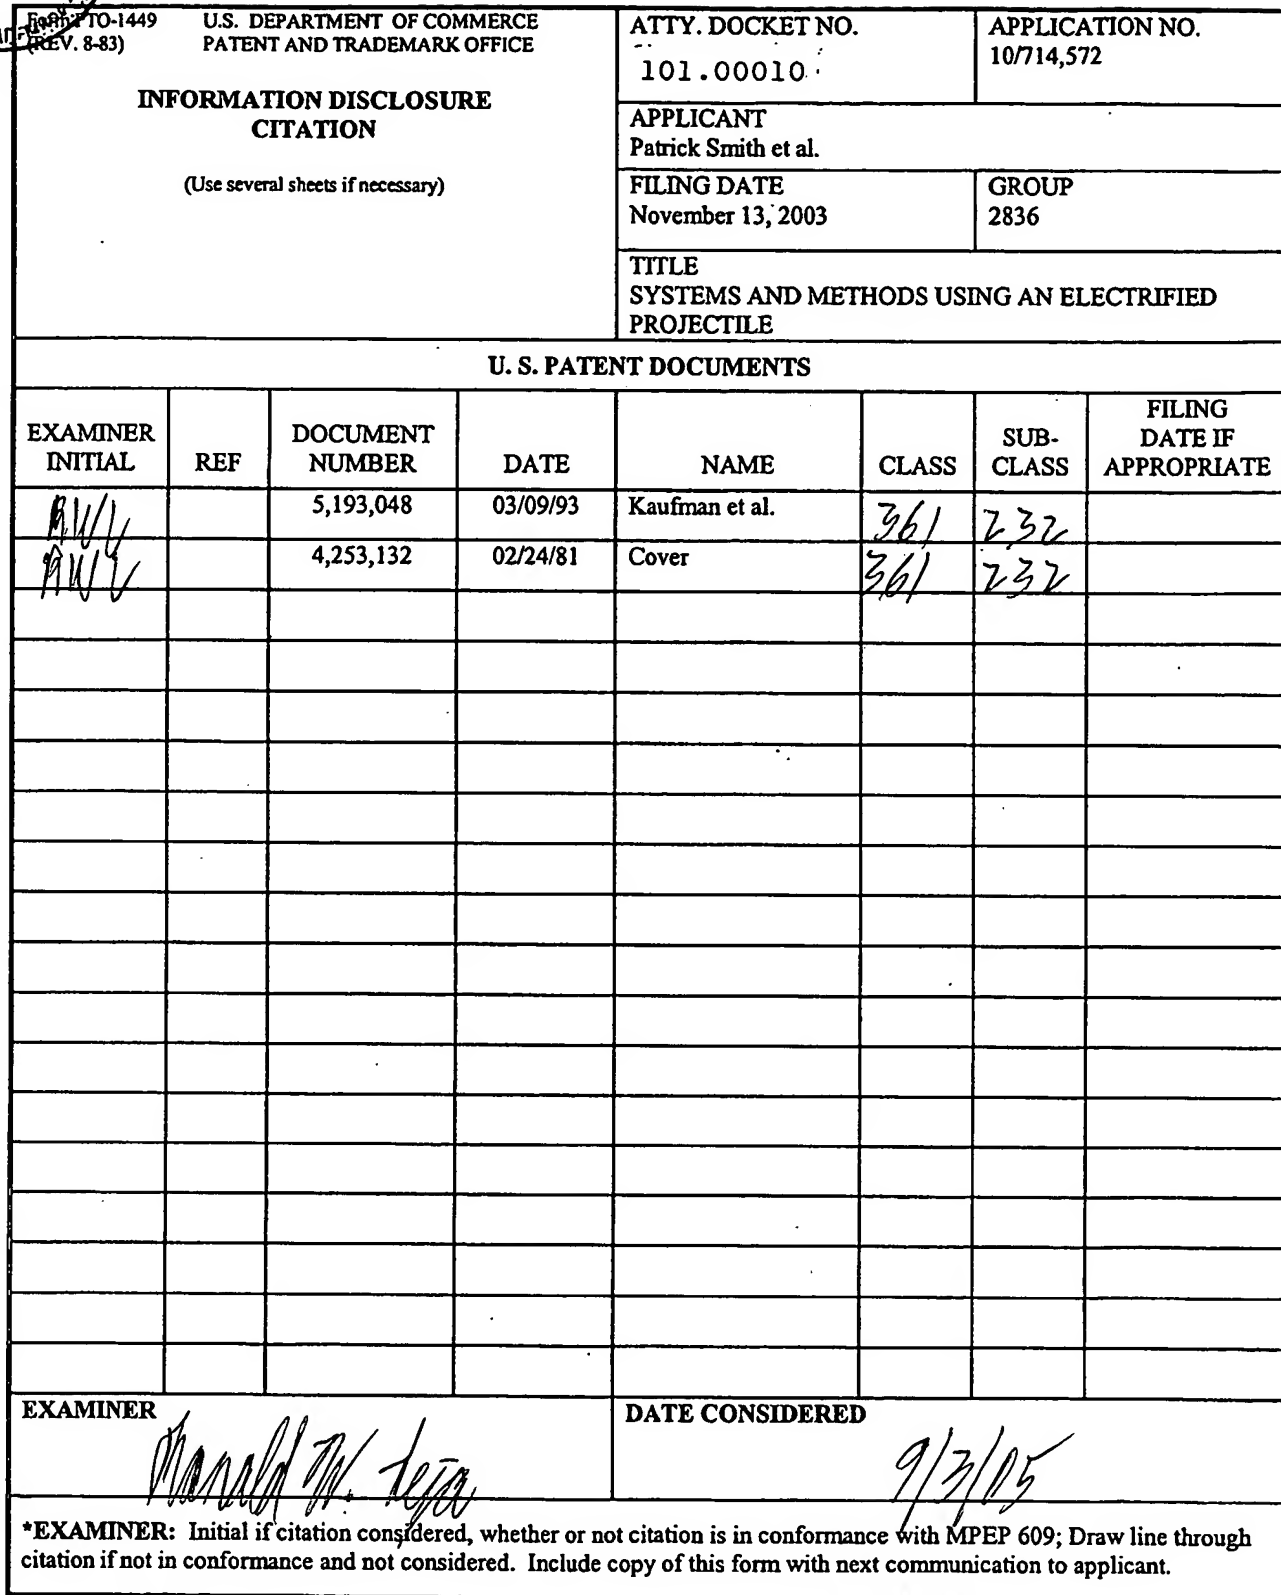 Form PTO-1449 U.S. DEPARTMENT OF COMMERCE
(REV. 8-83) PATENT AND TRADEMARK OFFICE
INFORMATION DISCLOSURE
CITATION
(Use several sheets if necessary)
ATTY. DOCKET NO.
101.00010
APPLICATION NO.
10/714,572
APPLICANT
Patrick Smith et al.
FILING DATE
November 13, 2003
GROUP
2836
TITLE
SYSTEMS AND METHODS USING AN ELECTRIFIED
PROJECTILE
U. S. PATENT DOCUMENTS
EXAMINER
INITIAL
REF
DOCUMENT
NUMBER
DATE
NAME
CLASS
SUB-
CLASS
FILING
DATE IF
APPROPRIATE
RWL 5,193,048 03/09/93 Kaufman et al. 361 232
RWL 4,253,132 02/24/81 Cover 361 232
EXAMINER
Ronald W. Leja
DATE CONSIDERED
9/3/05
*EXAMINER: Initial if citation considered, whether or not citation is in conformance with MPEP 609; Draw line through
citation if not in conformance and not considered. Include copy of this form with next communication to applicant.